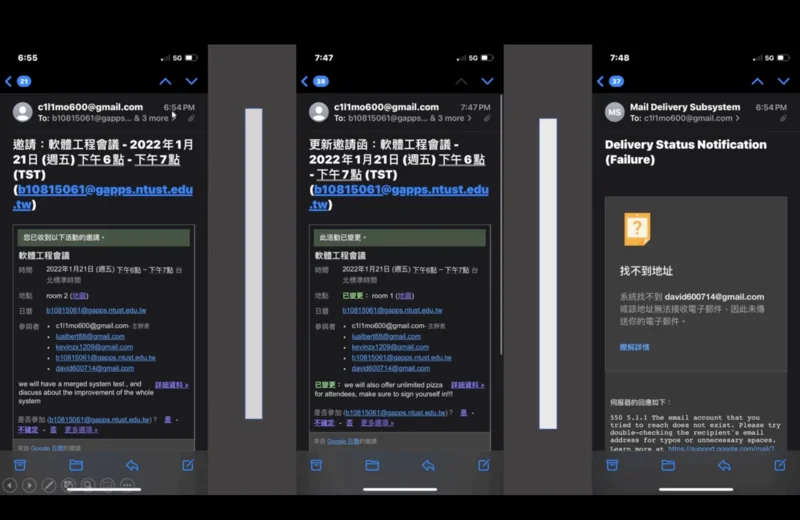 6:55
5G
21
c1l1mo600@gmail.com
6:54 PM
To: b10815061@gapps... & 3 more >
邀請：軟體工程會議 - 2022 年 1 月
21 日 (週五) 下午 6 點 - 下午 7 點
(TST)
(b10815061@gapps.ntust.edu
.tw)
您已收到以下活動的邀請。
軟體工程會議
時間 2022年1月21日 (週五) 下午6點 – 下午7點 台
北標準時間
地點 room 2 (地圖)
日曆 b10815061@gapps.ntust.edu.tw
參與者 • c1l1mo600@gmail.com- 主辦者
• lualbert88@gmail.com
• kevinzx1209@gmail.com
• b10815061@gapps.ntust.edu.tw
• david600714@gmail.com
we will have a merged system test , and 詳細資料 »
discuss about the improvement of the whole
system
是否參加 (b10815061@gapps.ntust.edu.tw)？ 是 -
不確定 - 否 更多選項 »
來自 Google 日曆的邀請
7:47
5G
38
c1l1mo600@gmail.com
7:47 PM
To: b10815061@gapps... & 3 more >
更新邀請函：軟體工程會議 -
2022 年 1 月 21 日 (週五) 下午 6 點
- 下午 7 點 (TST)
(b10815061@gapps.ntust.edu
.tw)
此活動已變更。
軟體工程會議
時間 2022年1月21日 (週五) 下午6點 – 下午7點 台
北標準時間
地點 已變更： room 1 (地圖)
日曆 b10815061@gapps.ntust.edu.tw
參與者 • c1l1mo600@gmail.com- 主辦者
• lualbert88@gmail.com
• kevinzx1209@gmail.com
• b10815061@gapps.ntust.edu.tw
• david600714@gmail.com
已變更： we will also offer unlimited pizza 詳細資料 »
for attendees, make sure to sign yourself in!!!
是否參加 (b10815061@gapps.ntust.edu.tw)？ 是 -
不確定 - 否 更多選項 »
來自 Google 日曆的邀請
7:48
5G
37
MS
Mail Delivery Subsystem
6:54 PM
To: c1l1mo600@gmail.com >
Delivery Status Notification
(Failure)
?
找不到地址
系統找不到 david600714@gmail.com
或該地址無法接收電子郵件，因此未傳
送你的電子郵件。
瞭解詳情
伺服器的回應如下：
550 5.1.1 The email account that you
tried to reach does not exist. Please try
double-checking the recipient's email
address for typos or unnecessary spaces.
Learn more at https://support.google.com/mail/?